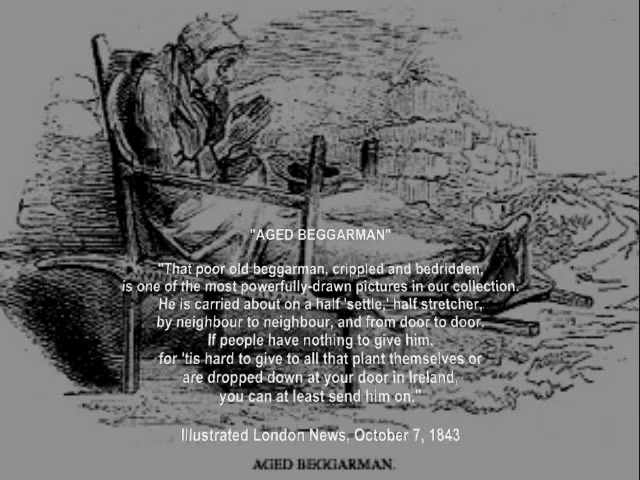 "AGED BEGGARMAN"
"That poor old beggarman, crippled and bedridden,
is one of the most powerfully-drawn pictures in our collection.
He is carried about on a half 'settle,' half stretcher,
by neighbour to neighbour, and from door to door.
If people have nothing to give him,
for 'tis hard to give to all that plant themselves or
are dropped down at your door in Ireland,
you can at least send him on."
Illustrated London News, October 7, 1843
AGED BEGGARMAN.